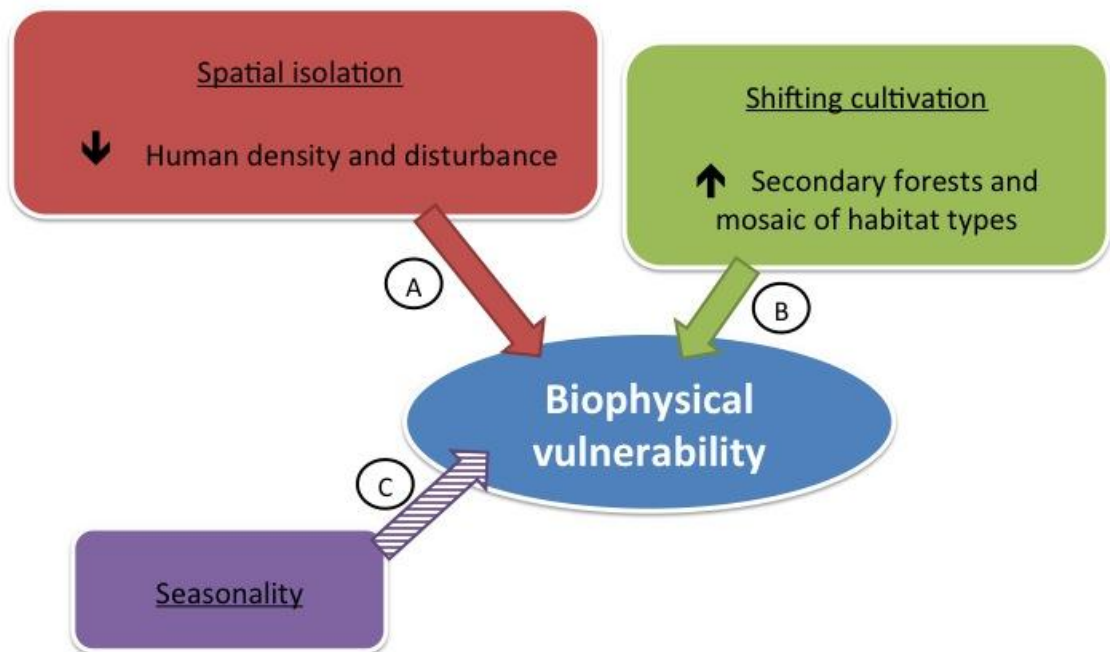 Spatial isolation
↓ Human density and disturbance
Shifting cultivation
↑ Secondary forests and
mosaic of habitat types
A
B
Biophysical
vulnerability
C
Seasonality